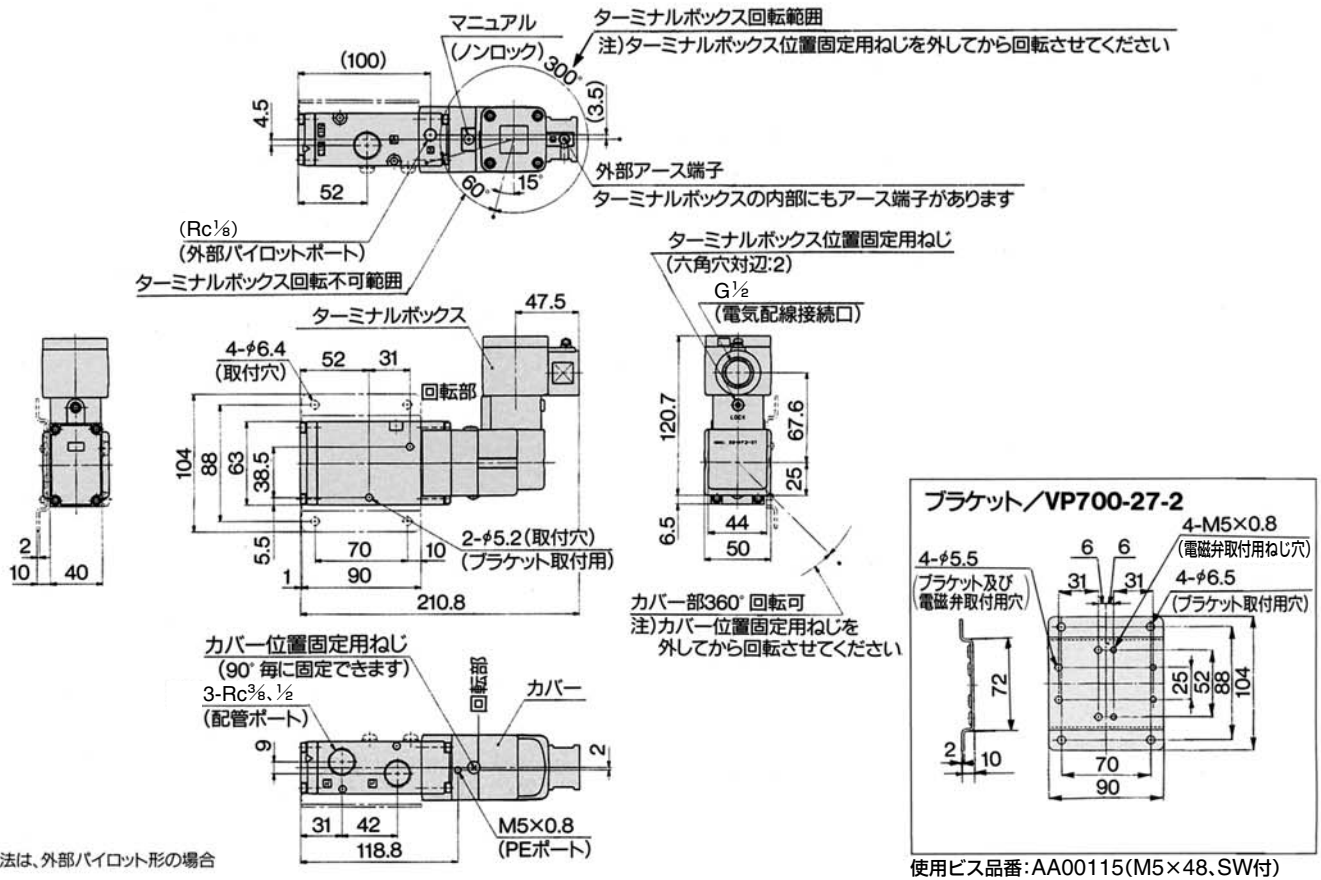 マニュアル
(ノンロック)
ターミナルボックス回転範囲
注)ターミナルボックス位置固定用ねじを外してから回転させてください
(100)
300°
(3.5)
4.5
52
60°
15°
外部アース端子
ターミナルボックスの内部にもアース端子があります
(Rc⅛)
(外部パイロットポート)
ターミナルボックス回転不可範囲
ターミナルボックス位置固定用ねじ
(六角穴対辺:2)
G½
(電気配線接続口)
ターミナルボックス
47.5
4-φ6.4
(取付穴)
52
31
回転部
104
88
63
38.5
5.5
2-φ5.2(取付穴)
(ブラケット取付用)
70
10
1
90
210.8
2
10
40
120.7
LOCK
67.6
25
6.5
44
50
カバー部360°回転可
注)カバー位置固定用ねじを
外してから回転させてください
カバー位置固定用ねじ
(90°毎に固定できます)
3-Rc⅜、½
(配管ポート)
回転部
カバー
9
2
31
42
118.8
M5×0.8
(PEポート)
法は、外部パイロット形の場合
ブラケット/VP700-27-2
4-M5×0.8
(電磁弁取付用ねじ穴)
6
6
4-φ5.5
(ブラケット及び
電磁弁取付用穴)
31
31
4-φ6.5
(ブラケット取付用穴)
72
25
52
88
104
2
10
70
90
使用ビス品番:AA00115(M5×48、SW付)